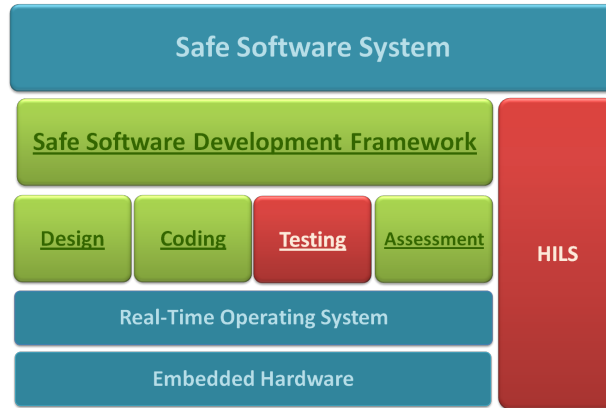 Safe Software System
Safe Software Development Framework
Design
Coding
Testing
Assessment
HILS
Real-Time Operating System
Embedded Hardware